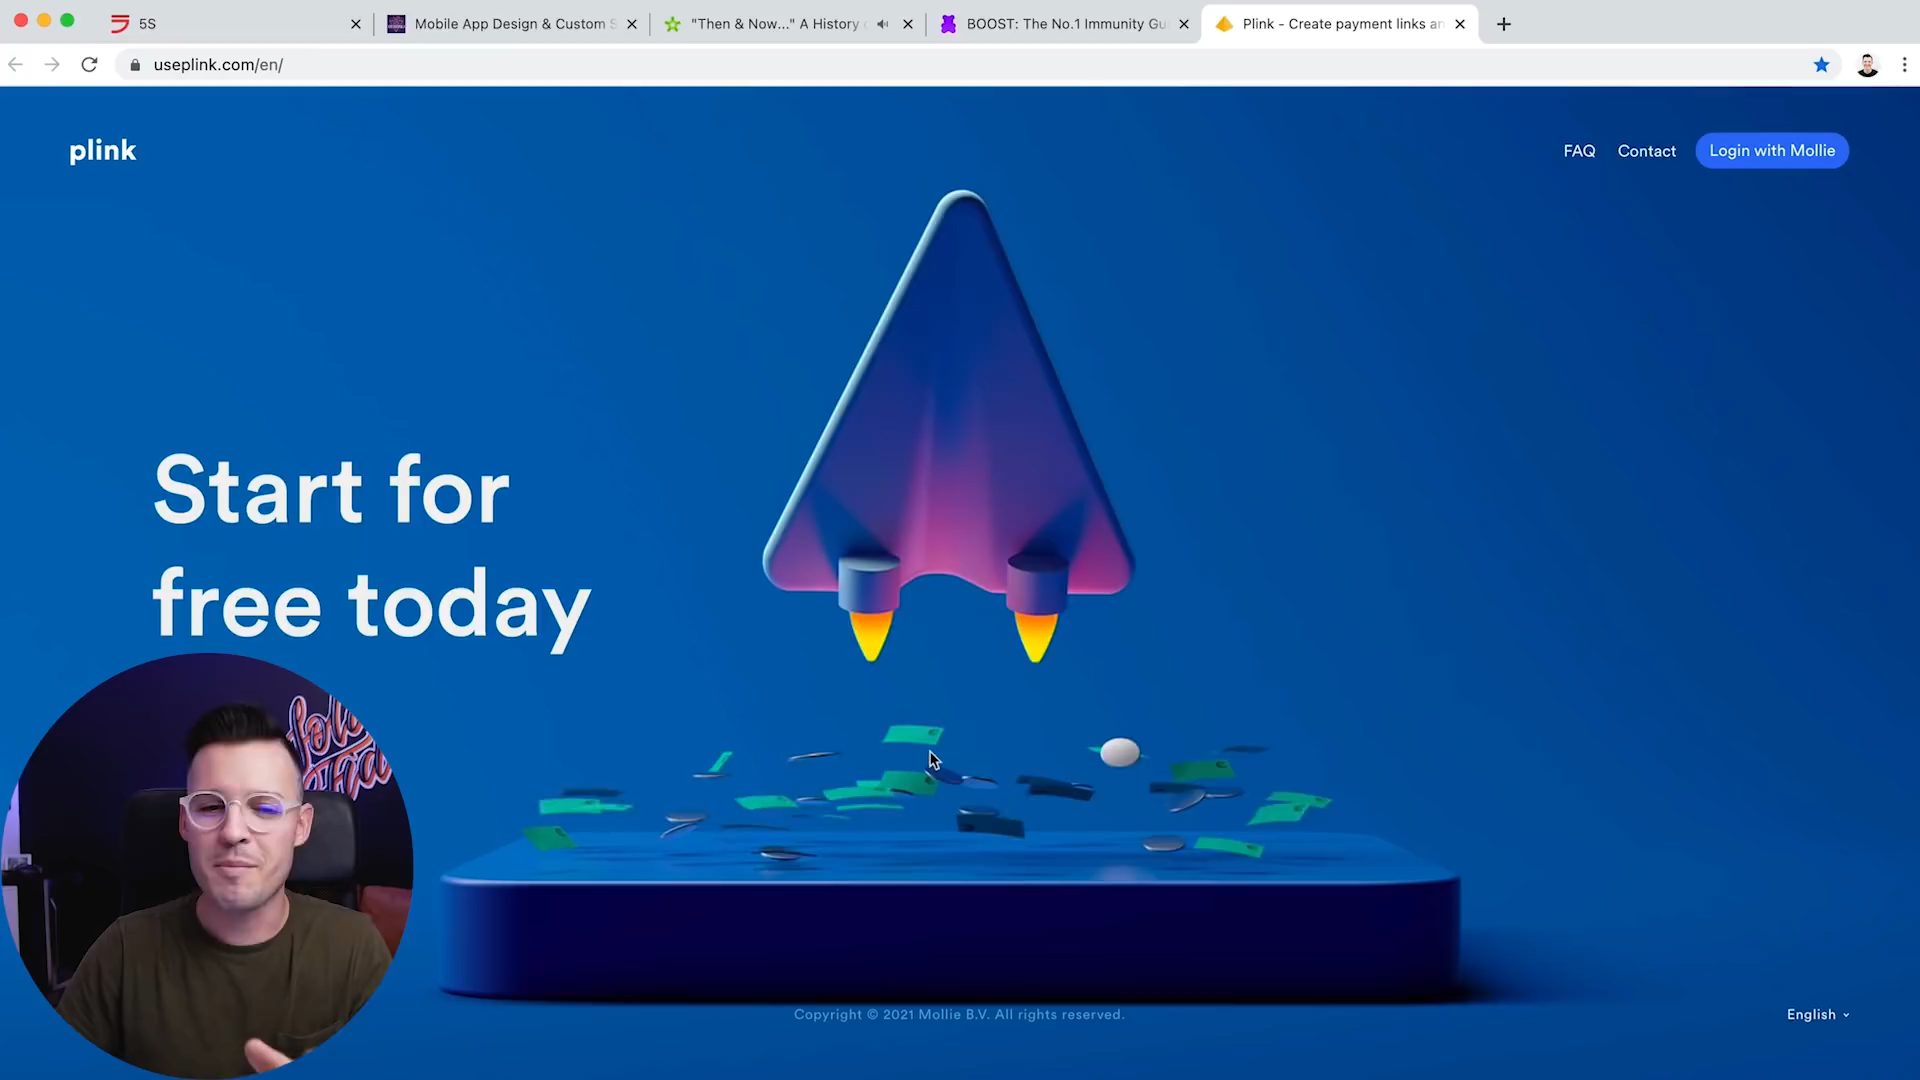 5S
Mobile App Design & Custom S
"Then & Now..." A History
BOOST: The No.1 Immunity Gu
Plink - Create payment links an
useplink.com/en/
plink
FAQ
Contact
Login with Mollie
Start for
free today
Copyright © 2021 Mollie B.V. All rights reserved.
English